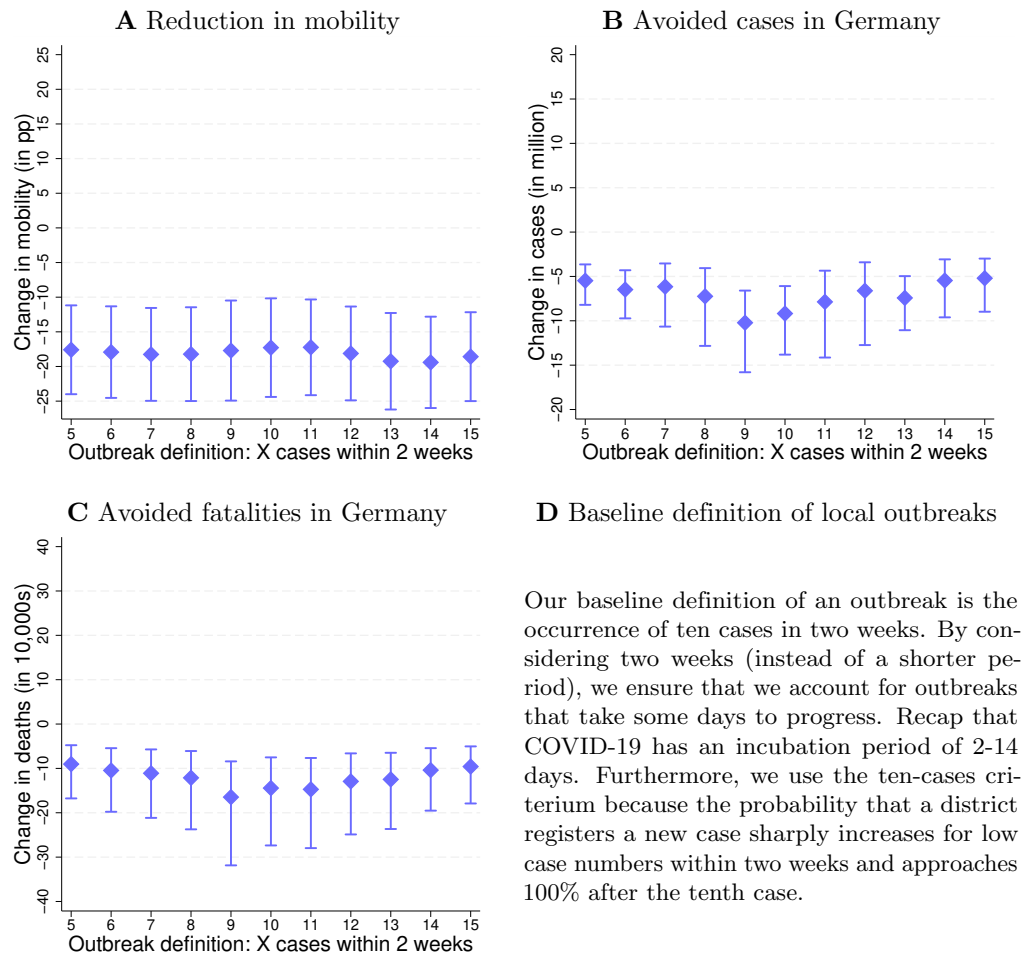 A Reduction in mobility
Change in mobility (in pp)
25
20
15
10
5
0
−5
−10
−15
−20
−25
5 6 7 8 9 10 11 12 13 14 15
Outbreak definition: X cases within 2 weeks
B Avoided cases in Germany
Change in cases (in million)
20
15
10
5
0
−5
−10
−15
−20
5 6 7 8 9 10 11 12 13 14 15
Outbreak definition: X cases within 2 weeks
C Avoided fatalities in Germany
Change in deaths (in 10,000s)
40
30
20
10
0
−10
−20
−30
−40
5 6 7 8 9 10 11 12 13 14 15
Outbreak definition: X cases within 2 weeks
D Baseline definition of local outbreaks
Our baseline definition of an outbreak is the
occurrence of ten cases in two weeks. By con-
sidering two weeks (instead of a shorter pe-
riod), we ensure that we account for outbreaks
that take some days to progress. Recap that
COVID-19 has an incubation period of 2-14
days. Furthermore, we use the ten-cases cri-
terium because the probability that a district
registers a new case sharply increases for low
case numbers within two weeks and approaches
100% after the tenth case.